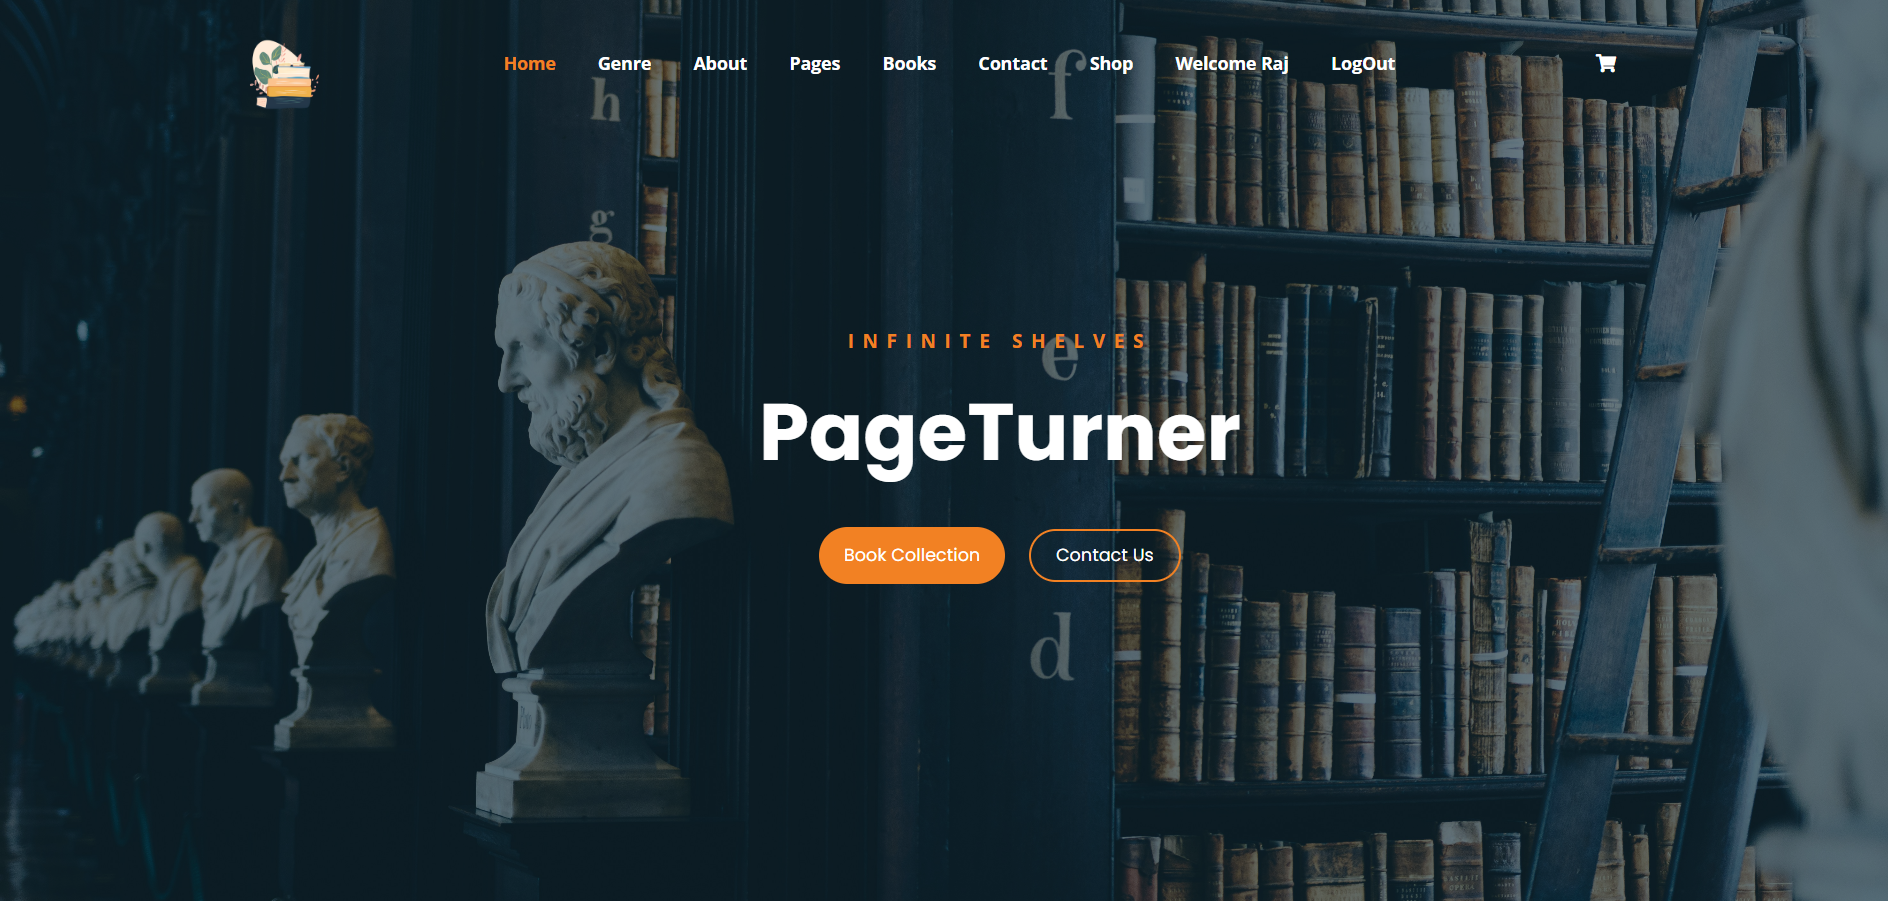 Home Genre About Pages Books Contact Shop Welcome Raj LogOut
h
f
g
INFINITE SHELVES
e
PageTurner
Book Collection Contact Us
d